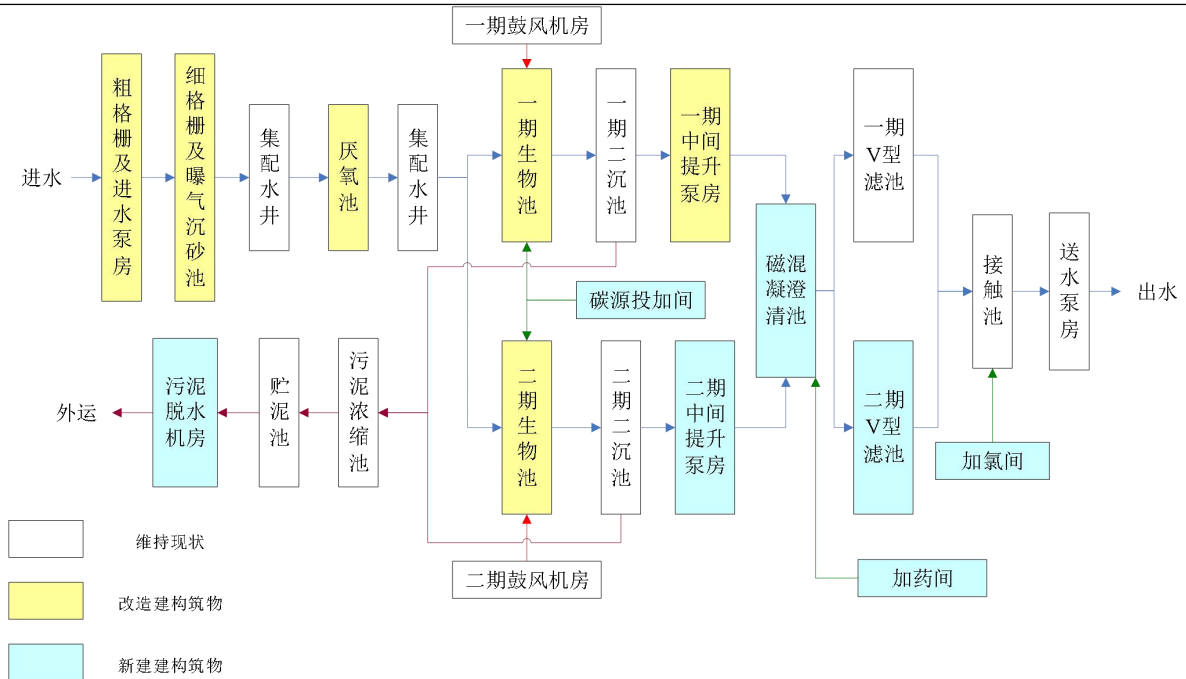 一期鼓风机房
进水
粗格栅及进水泵房
细格栅及曝气沉砂池
集配水井
厌氧池
集配水井
一期生物池
一期二沉池
一期
中间
提升
泵房
磁混
凝澄
清池
一期
V型
滤池
接触池
送水泵房
出水
碳源投加间
外运
污泥
脱水
机房
贮泥池
污泥浓缩池
二期生物池
二期二沉池
二期
中间
提升
泵房
二期
V型
滤池
加氯间
二期鼓风机房
加药间
维持现状
改造建构筑物
新建建构筑物